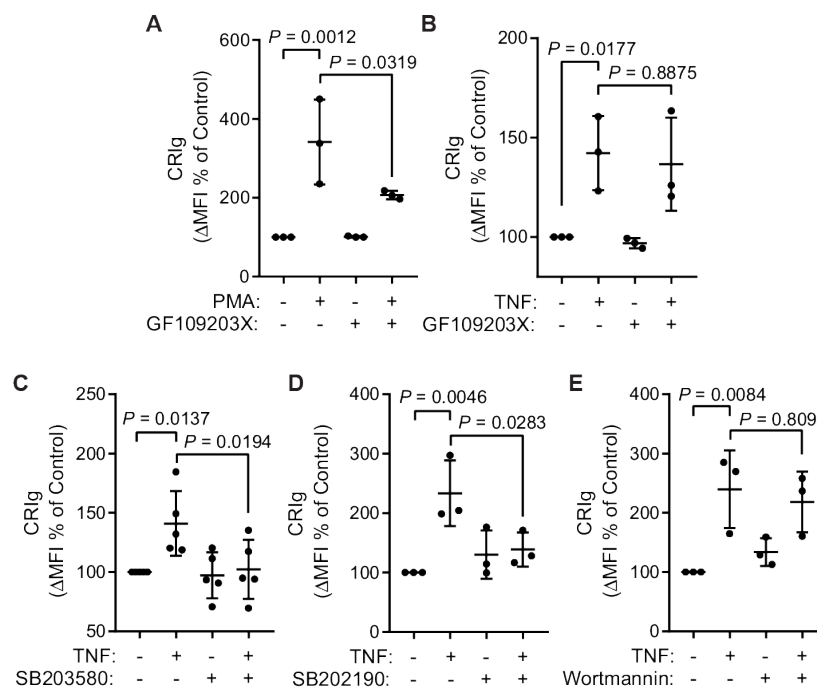 A
CRIg
(ΔMFI % of Control)
600
400
200
0
P = 0.0012
P = 0.0319
PMA: - + - +
GF109203X: - - + +
B
CRIg
(ΔMFI % of Control)
200
150
100
P = 0.0177
P = 0.8875
TNF: - + - +
GF109203X: - - + +
C
CRIg
(ΔMFI % of Control)
250
200
150
100
50
P = 0.0137
P = 0.0194
TNF: - + - +
SB203580: - - + +
D
CRIg
(ΔMFI % of Control)
400
300
200
100
0
P = 0.0046
P = 0.0283
TNF: - + - +
SB202190: - - + +
E
CRIg
(ΔMFI % of Control)
400
300
200
100
0
P = 0.0084
P = 0.809
TNF: - + - +
Wortmannin: - - + +